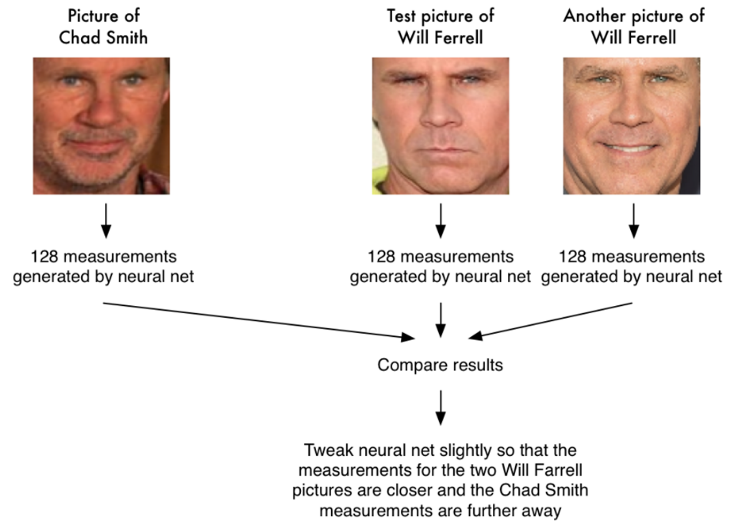 Picture of
Chad Smith
Test picture of
Will Ferrell
Another picture of
Will Ferrell
128 measurements
generated by neural net
128 measurements
generated by neural net
128 measurements
generated by neural net
Compare results
Tweak neural net slightly so that the
measurements for the two Will Farrell
pictures are closer and the Chad Smith
measurements are further away